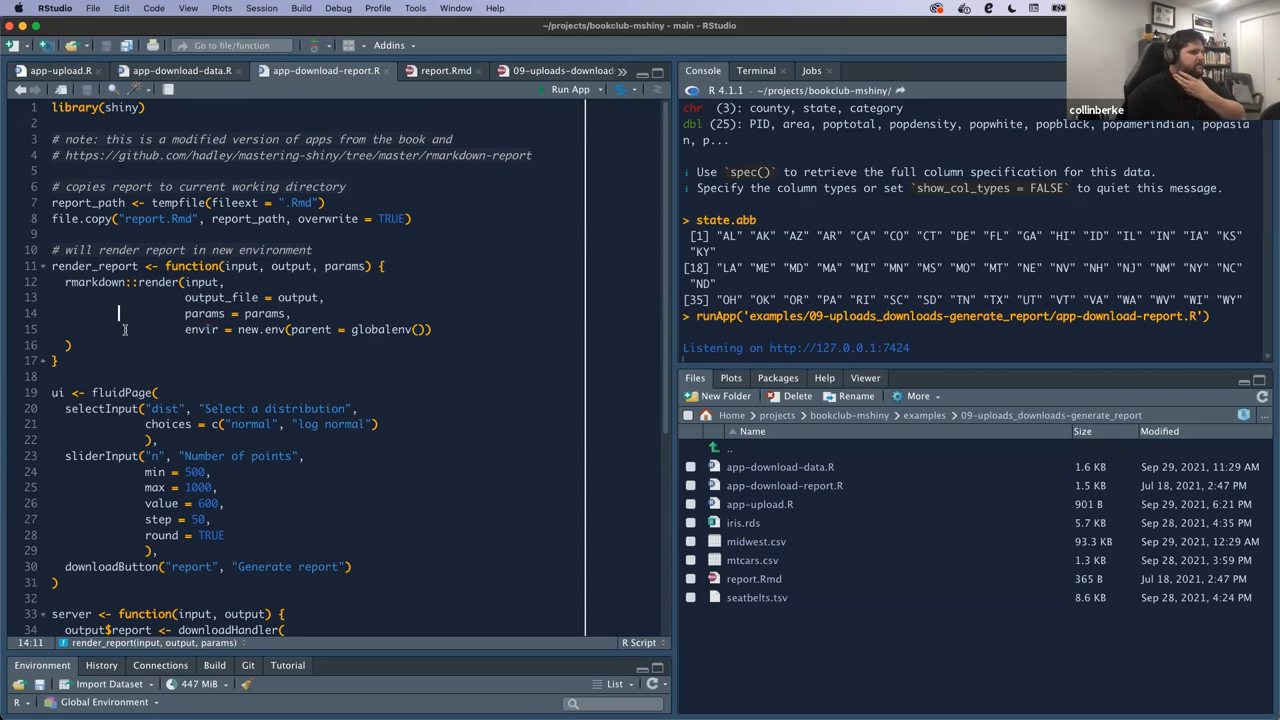 RStudio File Edit Code View Plots Session Build Debug Profile Tools Window Help
~/projects/bookclub-mshiny - main - RStudio
Go to file/function Addins
app-upload.R app-download-data.R app-download-report.R report.Rmd 09-uploads-downloads
Run App
1 library(shiny)
2
3 # note: this is a modified version of apps from the book and
4 # https://github.com/hadley/mastering-shiny/tree/master/rmarkdown-report
5
6 # copies report to current working directory
7 report_path <- tempfile(fileext = ".Rmd")
8 file.copy("report.Rmd", report_path, overwrite = TRUE)
9
10 # will render report in new environment
11 render_report <- function(input, output, params) {
12 rmarkdown::render(input,
13 output_file = output,
14 params = params,
15 envir = new.env(parent = globalenv())
16 )
17 }
18
19 ui <- fluidPage(
20 selectInput("dist", "Select a distribution",
21 choices = c("normal", "log normal")
22 ),
23 sliderInput("n", "Number of points",
24 min = 500,
25 max = 1000,
26 value = 600,
27 step = 50,
28 round = TRUE
29 ),
30 downloadButton("report", "Generate report")
31 )
32
33 server <- function(input, output) {
34 output$report <- downloadHandler(
14:11 render_report(input, output, params) R Script
Environment History Connections Build Git Tutorial
Import Dataset 447 MiB List
R Global Environment
collinberke
Console Terminal Jobs
R 4.1.1 · ~/projects/bookclub-mshiny/
chr (3): county, state, category
dbl (25): PID, area, poptotal, popdensity, popwhite, popblack, popamerindian, popasia
n, p...
i Use `spec()` to retrieve the full column specification for this data.
i Specify the column types or set `show_col_types = FALSE` to quiet this message.
> state.abb
[1] "AL" "AK" "AZ" "AR" "CA" "CO" "CT" "DE" "FL" "GA" "HI" "ID" "IL" "IN" "IA" "KS"
"KY"
[18] "LA" "ME" "MD" "MA" "MI" "MN" "MS" "MO" "MT" "NE" "NV" "NH" "NJ" "NM" "NY" "NC"
"ND"
[35] "OH" "OK" "OR" "PA" "RI" "SC" "SD" "TN" "TX" "UT" "VT" "VA" "WA" "WV" "WI" "WY"
> runApp('examples/09-uploads_downloads-generate_report/app-download-report.R')
Listening on http://127.0.0.1:7424
Files Plots Packages Help Viewer
New Folder Delete Rename More
Home projects bookclub-mshiny examples 09-uploads_downloads-generate_report ...
Name Size Modified
..
app-download-data.R 1.6 KB Sep 29, 2021, 11:29 AM
app-download-report.R 1.5 KB Jul 18, 2021, 2:47 PM
app-upload.R 901 B Sep 29, 2021, 6:21 PM
iris.rds 5.7 KB Sep 28, 2021, 4:35 PM
midwest.csv 93.3 KB Sep 29, 2021, 12:29 AM
mtcars.csv 1.7 KB Sep 28, 2021, 3:59 PM
report.Rmd 365 B Jul 18, 2021, 2:47 PM
seatbelts.tsv 8.6 KB Sep 28, 2021, 4:24 PM